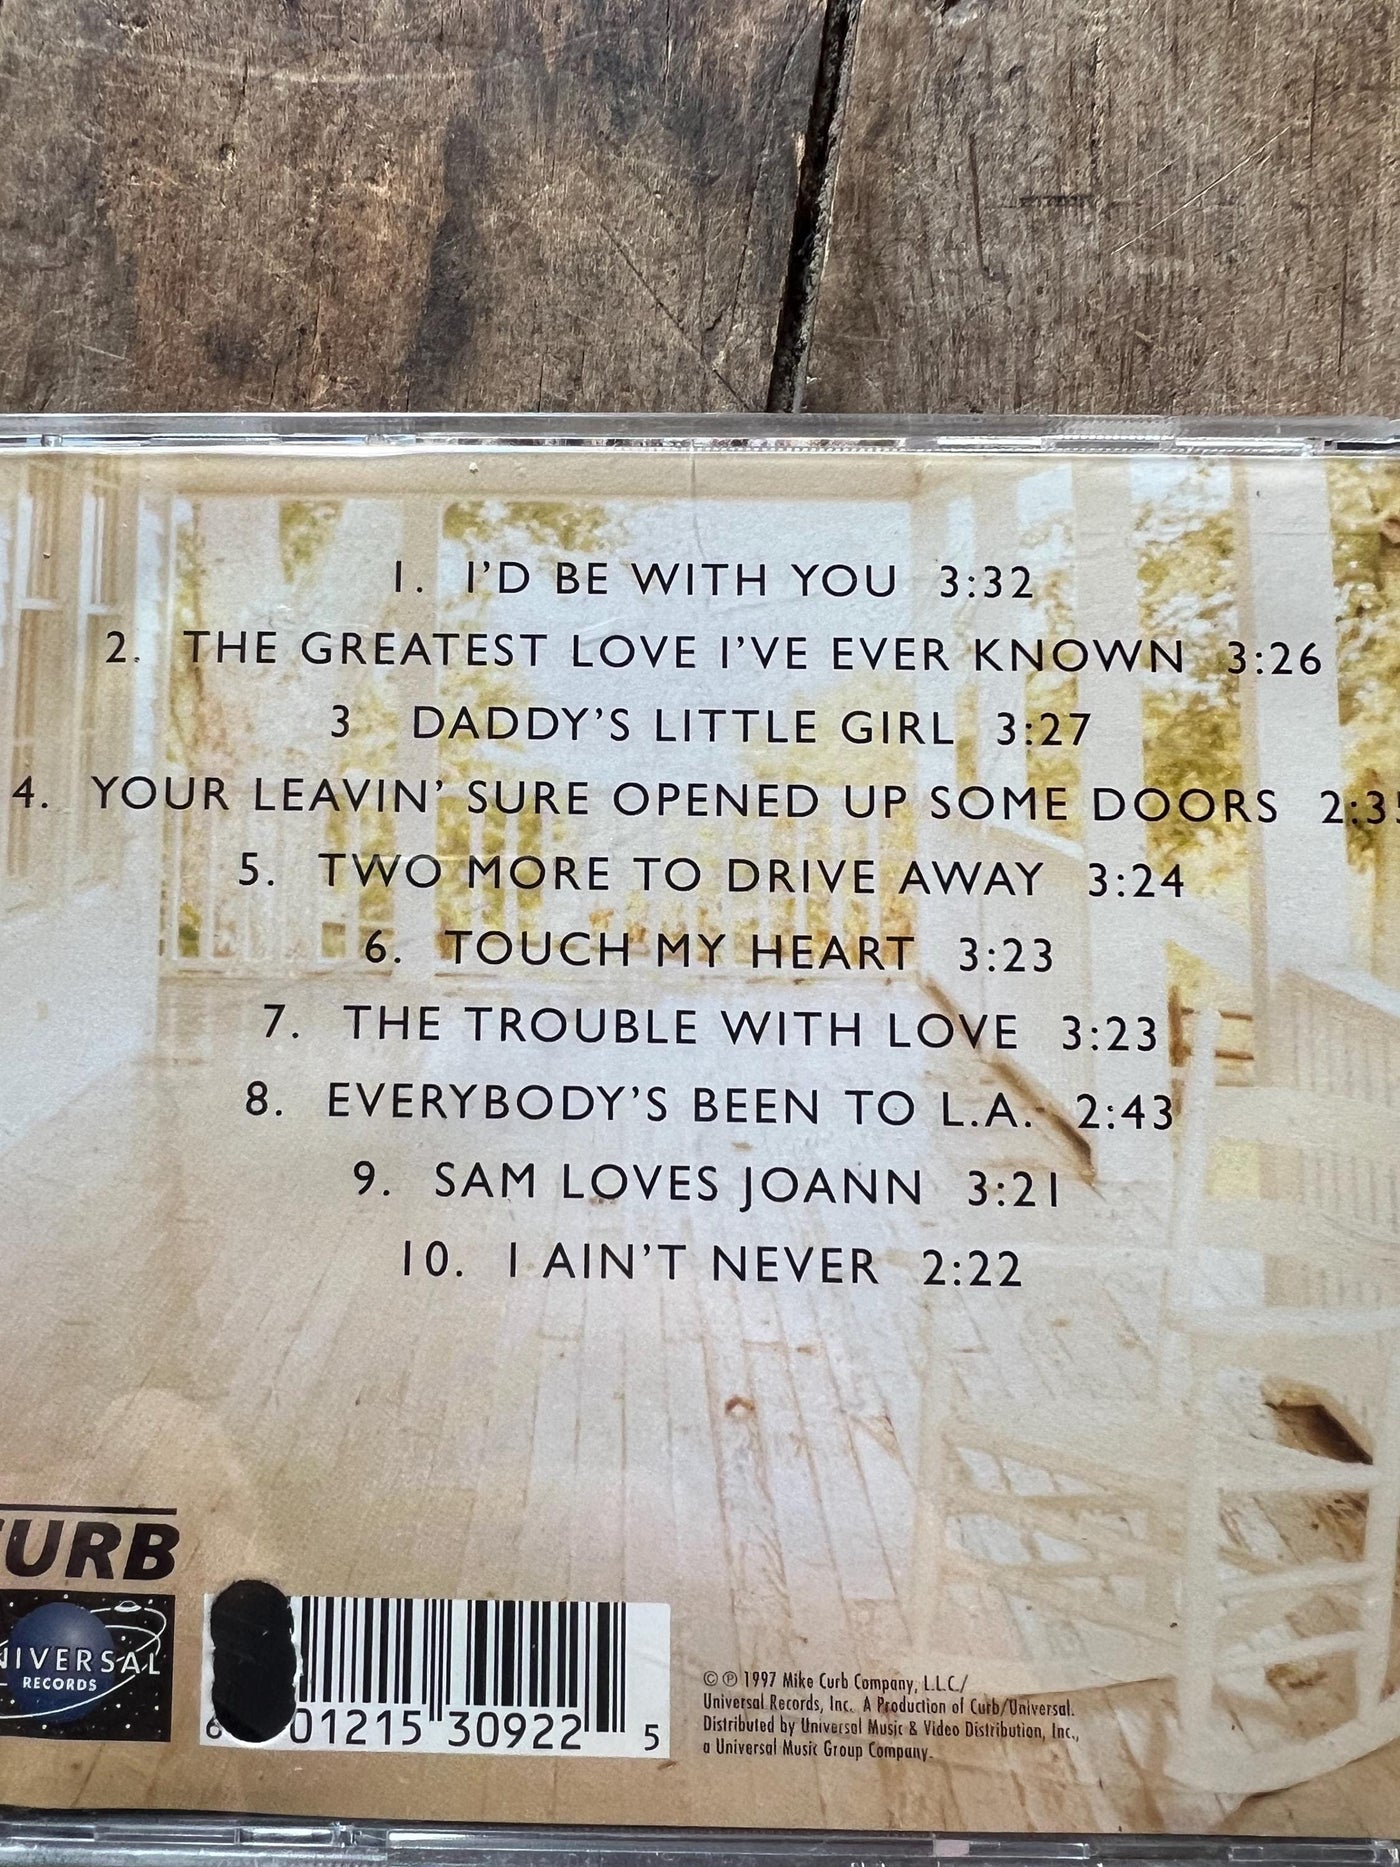 1. I'D BE WITH YOU 3:32
2. THE GREATEST LOVE I'VE EVER KNOWN 3:26
3 DADDY'S LITTLE GIRL 3:27
4. YOUR LEAVIN' SURE OPENED UP SOME DOORS 2:35
5. TWO MORE TO DRIVE AWAY 3:24
6. TOUCH MY HEART 3:23
7. THE TROUBLE WITH LOVE 3:23
8. EVERYBODY'S BEEN TO L.A. 2:43
9. SAM LOVES JOANN 3:21
10. I AIN'T NEVER 2:22
CURB
UNIVERSAL
RECORDS
6 01215 30922 5
© ℗ 1997 Mike Curb Company, L.L.C./
Universal Records, Inc. A Production of Curb/Universal.
Distributed by Universal Music & Video Distribution, Inc.,
a Universal Music Group Company.